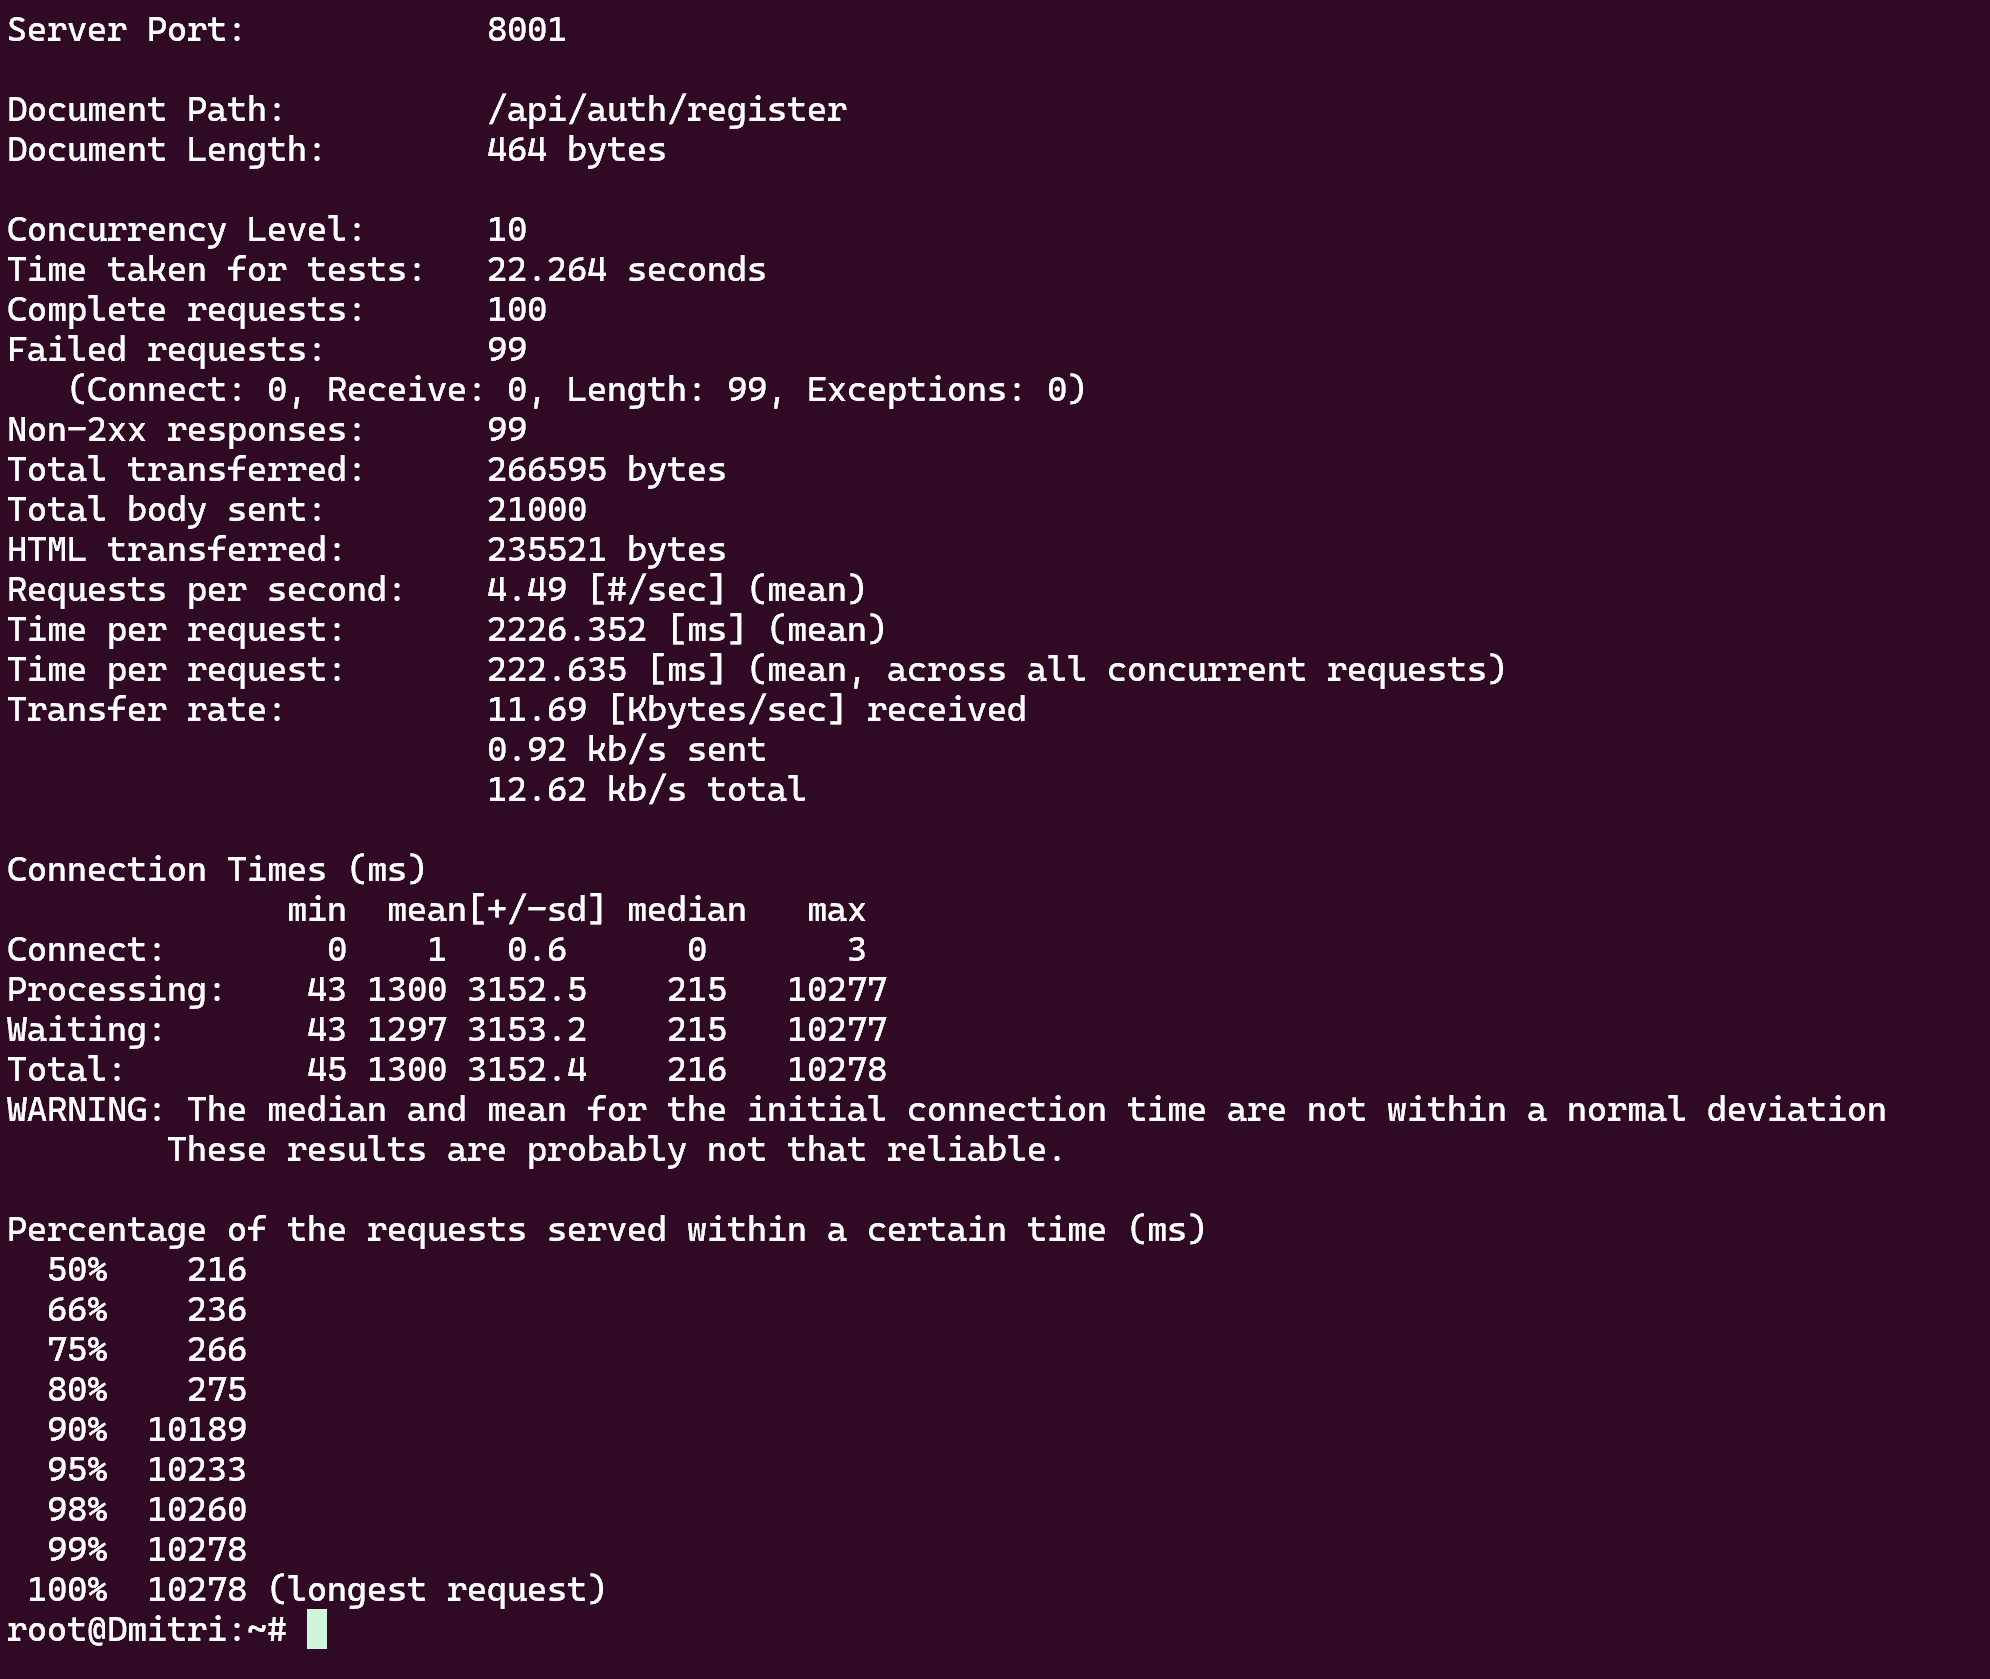 Server Port:            8001
Document Path:          /api/auth/register
Document Length:        464 bytes
Concurrency Level:      10
Time taken for tests:   22.264 seconds
Complete requests:      100
Failed requests:        99
   (Connect: 0, Receive: 0, Length: 99, Exceptions: 0)
Non-2xx responses:      99
Total transferred:      266595 bytes
Total body sent:        21000
HTML transferred:       235521 bytes
Requests per second:    4.49 [#/sec] (mean)
Time per request:       2226.352 [ms] (mean)
Time per request:       222.635 [ms] (mean, across all concurrent requests)
Transfer rate:          11.69 [Kbytes/sec] received
                        0.92 kb/s sent
                        12.62 kb/s total
Connection Times (ms)
              min  mean[+/-sd] median   max
Connect:        0    1   0.6      0       3
Processing:    43 1300 3152.5    215   10277
Waiting:       43 1297 3153.2    215   10277
Total:         45 1300 3152.4    216   10278
WARNING: The median and mean for the initial connection time are not within a normal deviation
        These results are probably not that reliable.
Percentage of the requests served within a certain time (ms)
  50%    216
  66%    236
  75%    266
  80%    275
  90%  10189
  95%  10233
  98%  10260
  99%  10278
 100%  10278 (longest request)
root@Dmitri:~#